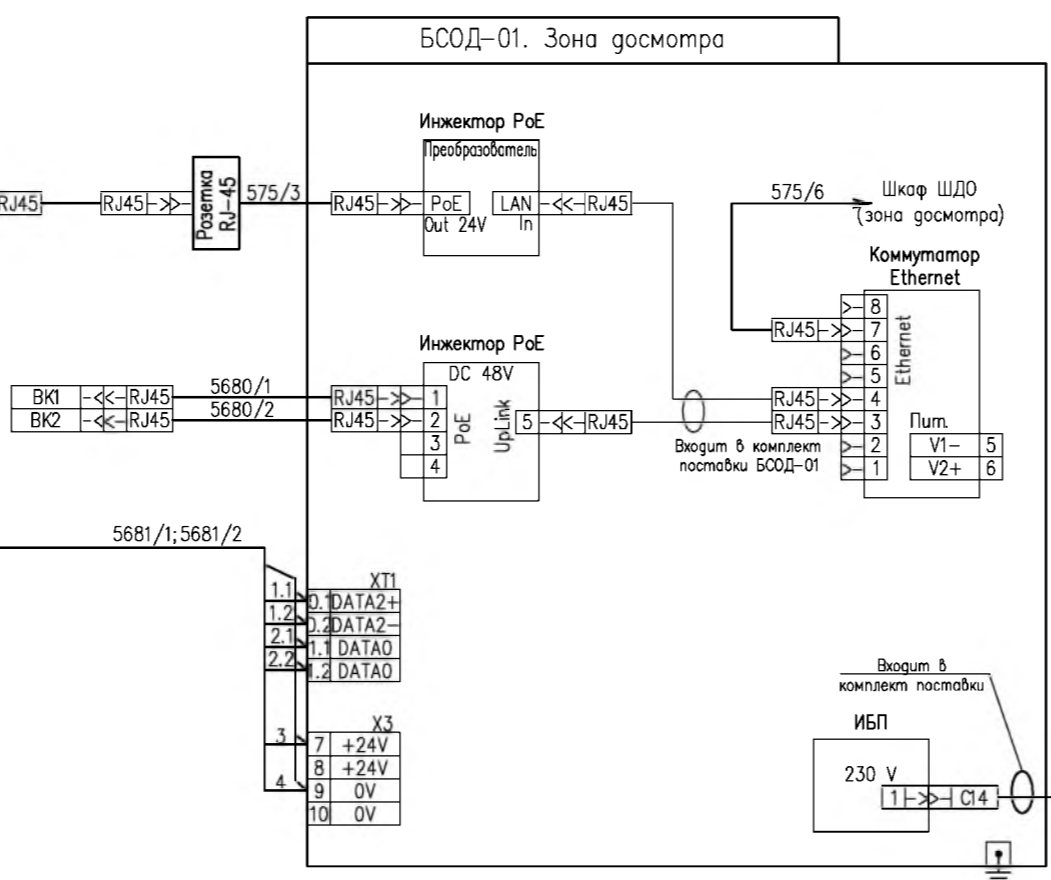 БСОД-01. Зона досмотра
Инжектор PoE
Преобразователь
RJ45
RJ45
Розетка
RJ-45
575/3
RJ45
PoE
Out 24V
LAN
In
RJ45
575/6
Шкаф ШДО
(зона досмотра)
Коммутатор
Ethernet
8
RJ45
7
6
5
RJ45
4
RJ45
3
2
1
Ethernet
Пит.
V1-
5
V2+
6
Инжектор PoE
DC 48V
BK1
RJ45
5680/1
RJ45
1
BK2
RJ45
5680/2
RJ45
2
3
4
PoE
UpLink
5
RJ45
Входит в комплект
поставки БСОД-01
5681/1;5681/2
XT1
1.1
0.1
DATA2+
1.2
0.2
DATA2-
2.1
1.1
DATA0
2.2
1.2
DATA0
X3
3
7
+24V
8
+24V
4
9
0V
10
0V
Входит в
комплект поставки
ИБП
230 V
1
C14